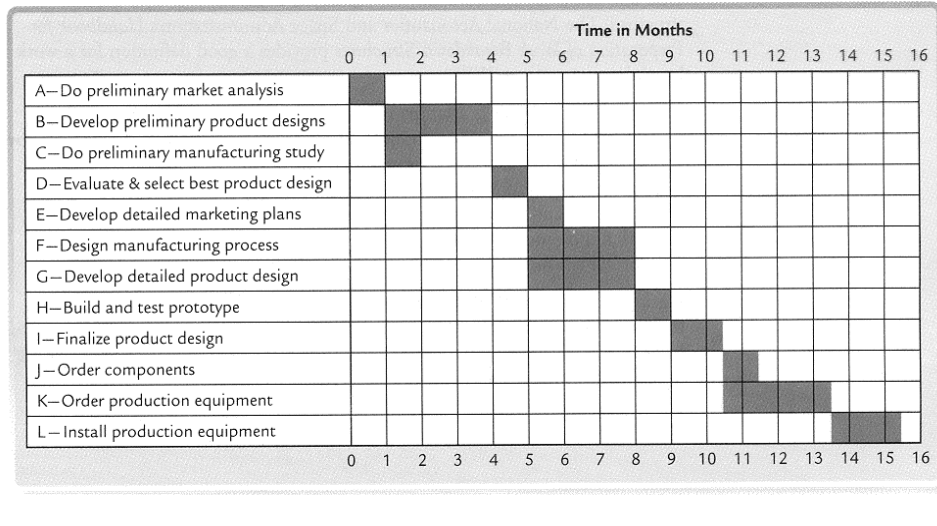 Time in Months
0 1 2 3 4 5 6 7 8 9 10 11 12 13 14 15 16
A—Do preliminary market analysis
B—Develop preliminary product designs
C—Do preliminary manufacturing study
D—Evaluate & select best product design
E—Develop detailed marketing plans
F—Design manufacturing process
G—Develop detailed product design
H—Build and test prototype
I—Finalize product design
J—Order components
K—Order production equipment
L—Install production equipment
0 1 2 3 4 5 6 7 8 9 10 11 12 13 14 15 16